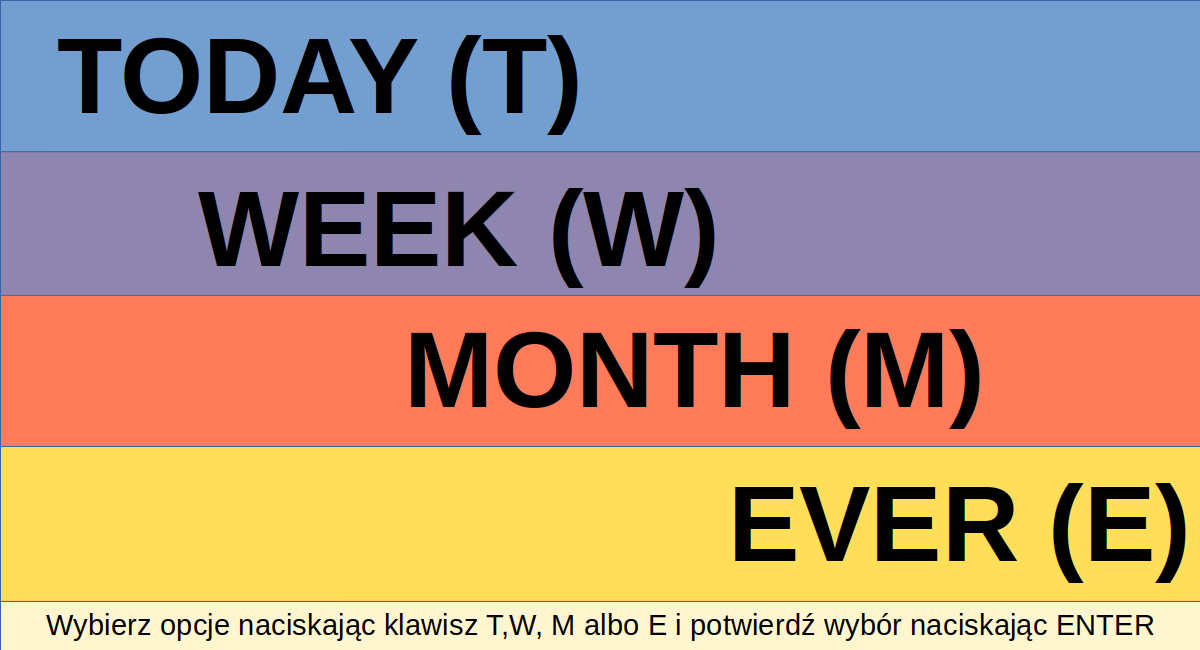 TODAY (T)
WEEK (W)
MONTH (M)
EVER (E)
Wybierz opcje naciskając klawisz T,W, M albo E i potwierdź wybór naciskając ENTER